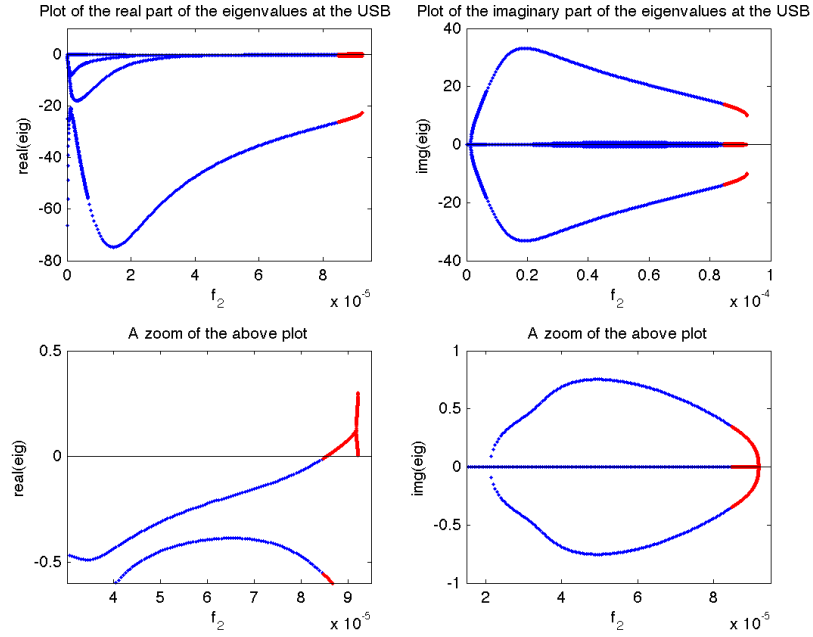 Plot of the real part of the eigenvalues at the USB
0
-20
-40
-60
-80
real(eig)
0 2 4 6 8
f2
x 10-5
Plot of the imaginary part of the eigenvalues at the USB
40
20
0
-20
-40
img(eig)
0 0.2 0.4 0.6 0.8 1
f2
x 10-4
A zoom of the above plot
0.5
0
-0.5
real(eig)
4 5 6 7 8 9
f2
x 10-5
A zoom of the above plot
1
0.5
0
-0.5
-1
img(eig)
2 4 6 8
f2
x 10-5